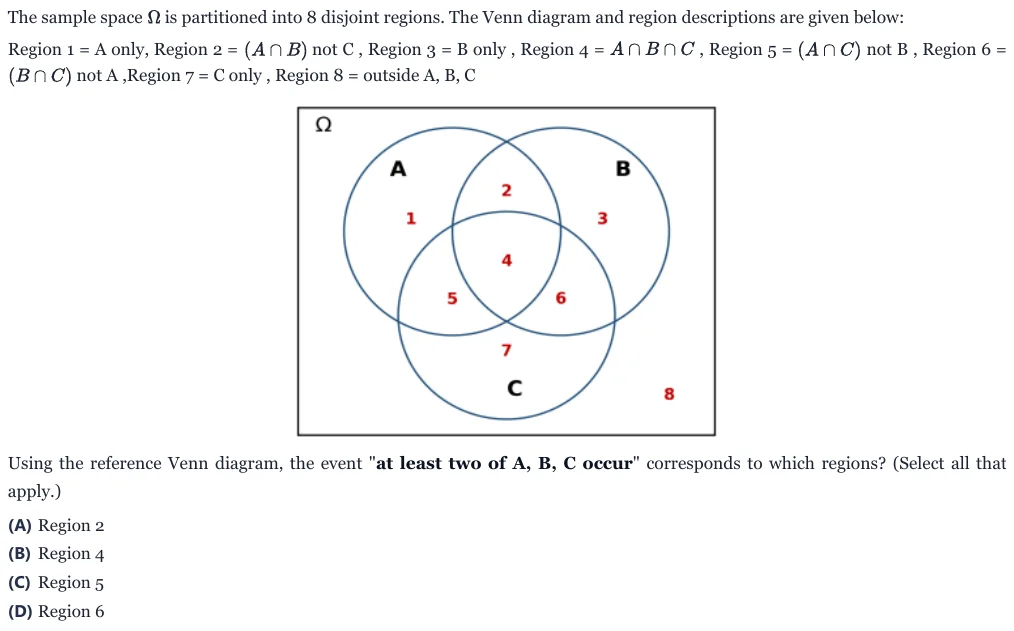 The sample space Ω is partitioned into 8 disjoint regions. The Venn diagram and region descriptions are given below:
Region 1 = A only, Region 2 = (A ∩ B) not C , Region 3 = B only , Region 4 = A ∩ B ∩ C , Region 5 = (A ∩ C) not B , Region 6 =
(B ∩ C) not A ,Region 7 = C only , Region 8 = outside A, B, C
Ω
A
B
2
1
3
4
5
6
7
C
8
Using the reference Venn diagram, the event "at least two of A, B, C occur" corresponds to which regions? (Select all that
apply.)
(A) Region 2
(B) Region 4
(C) Region 5
(D) Region 6